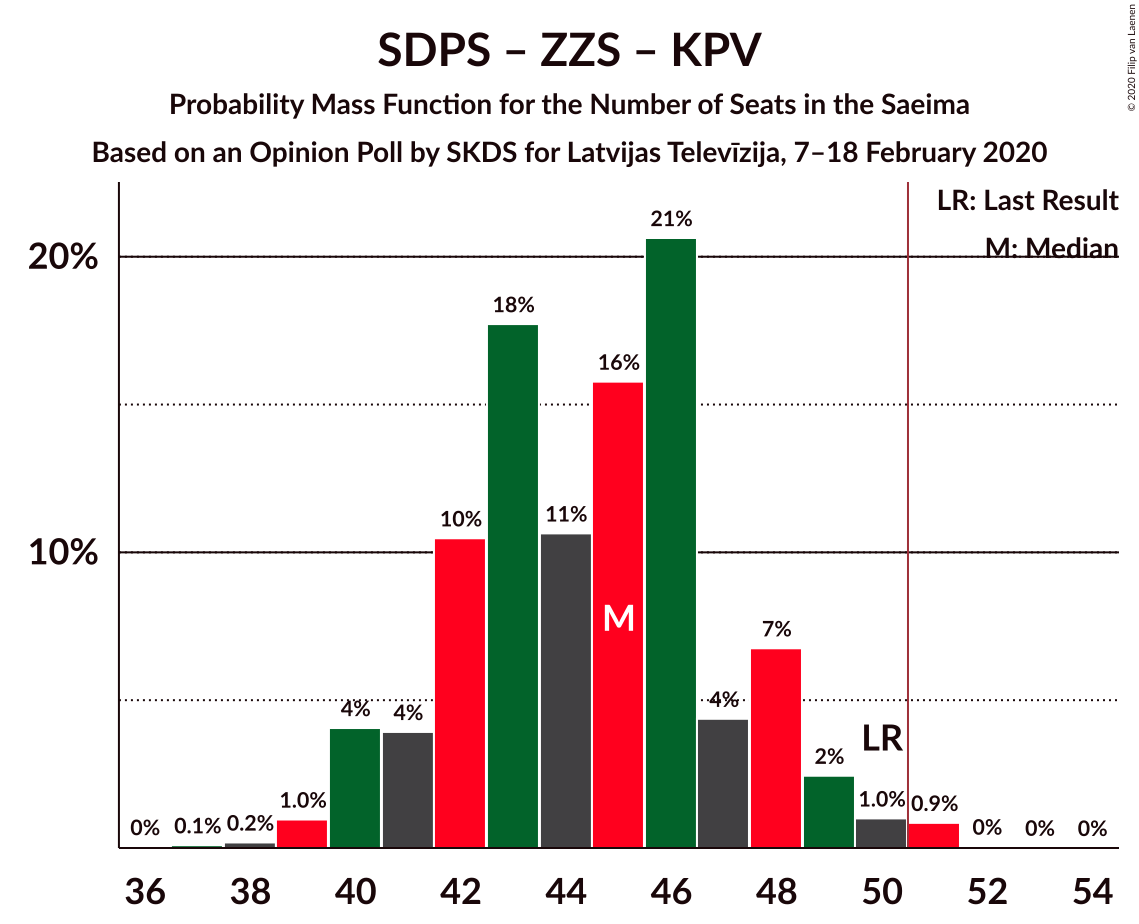 SDPS – ZZS – KPV
Probability Mass Function for the Number of Seats in the Saeima
Based on an Opinion Poll by SKDS for Latvijas Televīzija, 7–18 February 2020
© 2020 Filip van Laenen
LR: Last Result
M: Median
20%
10%
0%
0.1%
0.2%
1.0%
4%
4%
10%
18%
11%
16%
21%
4%
7%
2%
1.0%
0.9%
0%
0%
0%
M
LR
36 38 40 42 44 46 48 50 52 54